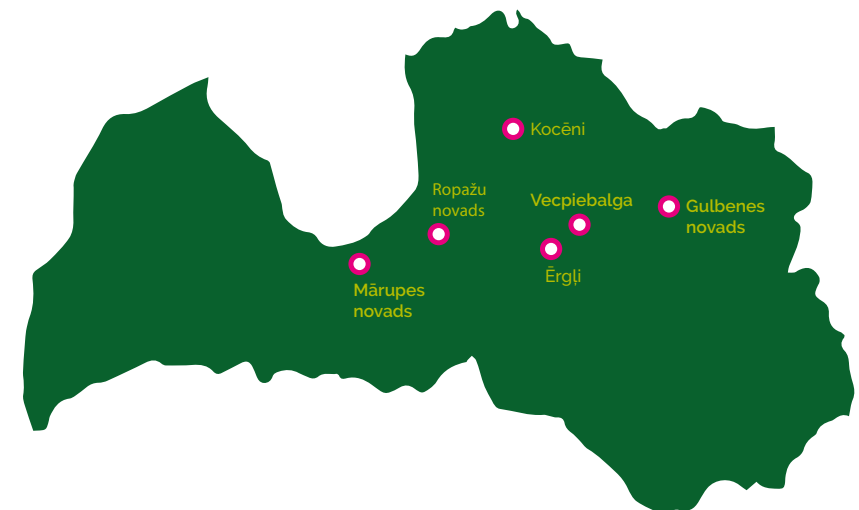 Kocēni
Ropažu
novads
Vecpiebalga
Gulbenes
novads
Ērgļi
Mārupes
novads